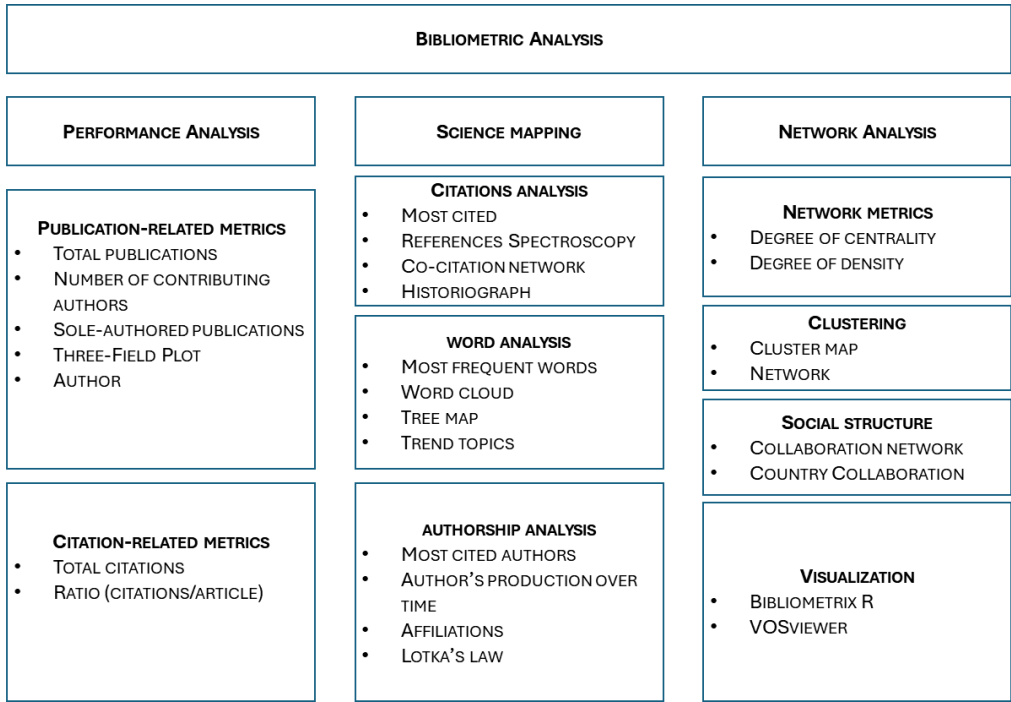 Bibliometric Analysis
Performance Analysis
Publication-related metrics
• Total publications
• Number of contributing
authors
• Sole-authored publications
• Three-Field Plot
• Author
Citation-related metrics
• Total citations
• Ratio (citations/article)
Science mapping
Citations analysis
• Most cited
• References Spectroscopy
• Co-citation network
• Historiograph
word analysis
• Most frequent words
• Word cloud
• Tree map
• Trend topics
authorship analysis
• Most cited authors
• Author's production over
time
• Affiliations
• Lotka's law
Network Analysis
Network metrics
• Degree of centrality
• Degree of density
Clustering
• Cluster map
• Network
Social structure
• Collaboration network
• Country Collaboration
Visualization
• Bibliometrix R
• VOSviewer